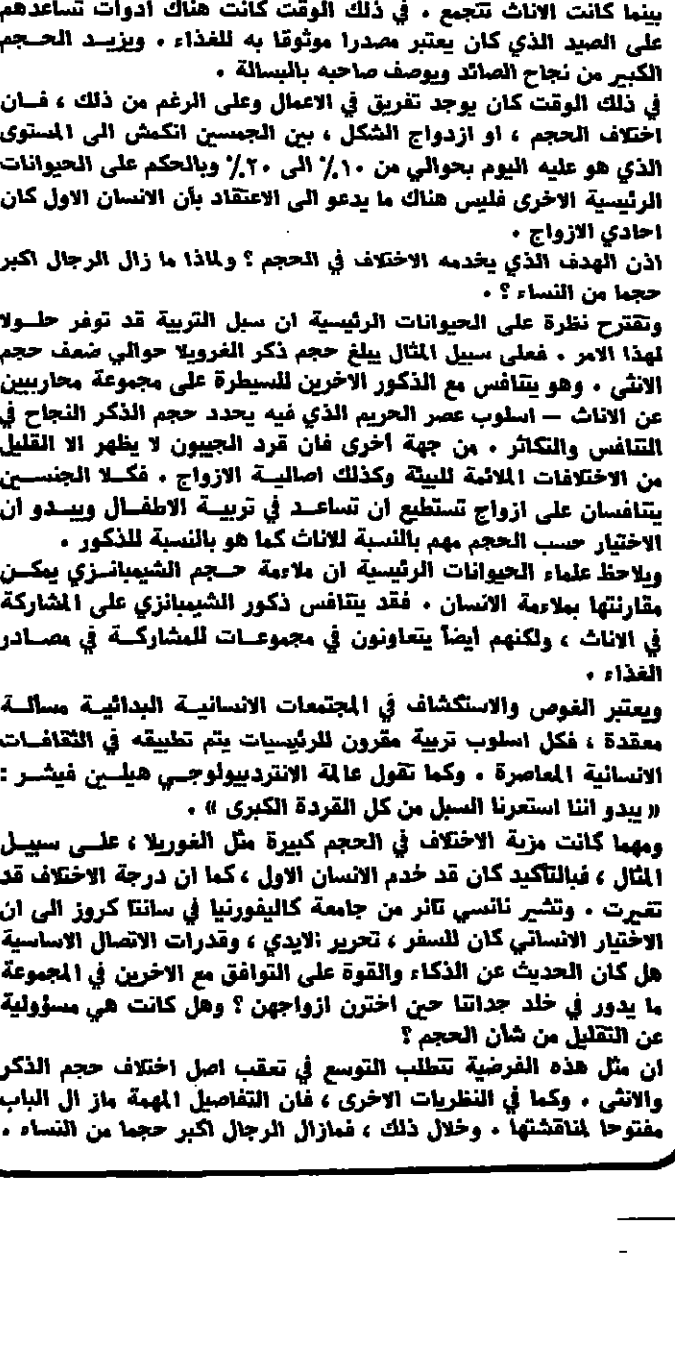 بينما كانت الاناث تتجمع . في ذلك الوقت كانت هناك ادوات تساعدهم
على الصيد الذي كان يعتبر مصدرا موثوقا به للغذاء . ويزيد الحجم
الكبير من نجاح الصائد ويوصف صاحبه بالبسالة .
في ذلك الوقت كان يوجد تفريق في الاعمال وعلى الرغم من ذلك ، فان
اختلاف الحجم ، او ازدواج الشكل ، بين الجمسين انكمش الى المستوى
الذي هو عليه اليوم بحوالي من ١٠٪ الى ٢٠٪ وبالحكم على الحيوانات
الرئيسية الاخرى فليس هناك ما يدعو الى الاعتقاد بأن الانسان الاول كان
احادي الازواج .
اذن الهدف الذي يخدمه الاختلاف في الحجم ؟ ولماذا ما زال الرجال اكبر
حجما من النساء ؟ .
وتقترح نظرة على الحيوانات الرئيسية ان سبل التربية قد توفر حلولا
لهذا الامر . فعلى سبيل المثال يبلغ حجم ذكر الغرويلا حوالي ضعف حجم
الانثى . وهو يتنافس مع الذكور الاخرين للسيطرة على مجموعة محاربيين
عن الاناث — اسلوب عصر الحريم الذي فيه يحدد حجم الذكر النجاح في
التنافس والتكاثر . من جهة أخرى فان قرد الجيبون لا يظهر الا القليل
من الاختلافات الملائمة للبيئة وكذلك اصالية الازواج . فكلا الجنسين
يتنافسان على ازواج تستطيع ان تساعد في تربية الاطفال ويبدو ان
الاختيار حسب الحجم مهم بالنسبة للاناث كما هو بالنسبة للذكور .
ويلاحظ علماء الحيوانات الرئيسية ان ملاءمة حجم الشيمبانزي يمكن
مقارنتها بملاءمة الانسان . فقد يتنافس ذكور الشيمبانزي على المشاركة
في الاناث ، ولكنهم ايضاً يتعاونون في مجموعات للمشاركة في مصادر
الغذاء .
ويعتبر الغوص والاستكشاف في المجتمعات الانسانية البدائية مسألة
معقدة ، فكل اسلوب تربية مقرون للرئيسيات يتم تطبيقه في الثقافات
الانسانية المعاصرة . وكما تقول عالمة الانتردبيولوجي هيلين فيشر :
« يبدو اننا استعرنا السبل من كل القردة الكبرى » .
ومهما كانت مزية الاختلاف في الحجم كبيرة مثل الغوريلا ، على سبيل
المثال ، فبالتأكيد كان قد خدم الانسان الاول ، كما ان درجة الاختلاف قد
تغيرت . وتشير نانسي تانر من جامعة كاليفورنيا في سانتا كروز الى ان
الاختيار الانساني كان للسفر ، تحرير الايدي ، وقدرات الاتصال الاساسية
هل كان الحديث عن الذكاء والقوة على التوافق مع الاخرين في المجموعة
ما يدور في خلد جداتنا حين اخترن ازواجهن ؟ وهل كانت هي مسؤولية
عن التقليل من شأن الحجم ؟
ان مثل هذه الفرضية تتطلب التوسع في تعقب اصل اختلاف حجم الذكر
والانثى . وكما في النظريات الاخرى ، فان التفاصيل المهمة ماز ال الباب
مفتوحا لمناقشتها . وخلال ذلك ، فمازال الرجال اكبر حجما من النساء .